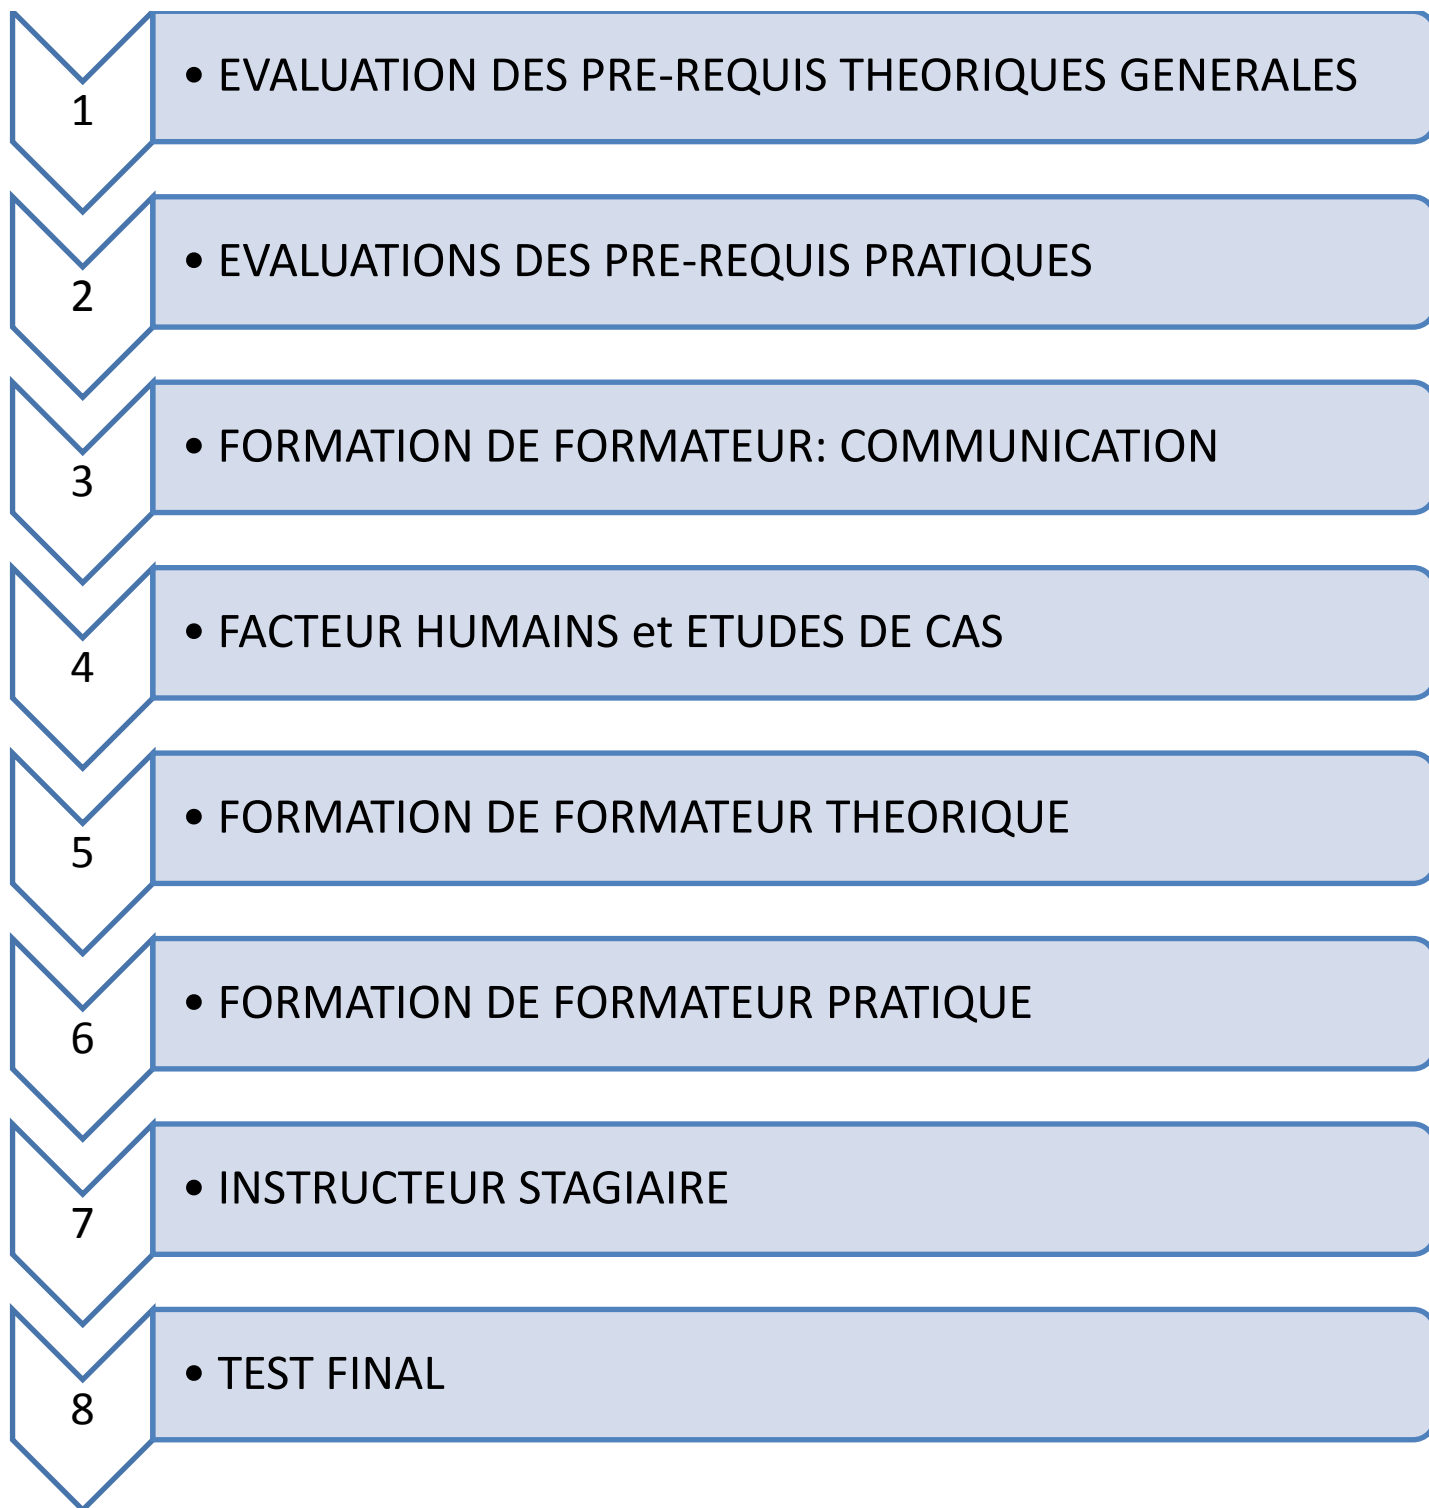 1
• EVALUATION DES PRE-REQUIS THEORIQUES GENERALES
2
• EVALUATIONS DES PRE-REQUIS PRATIQUES
3
• FORMATION DE FORMATEUR: COMMUNICATION
4
• FACTEUR HUMAINS et ETUDES DE CAS
5
• FORMATION DE FORMATEUR THEORIQUE
6
• FORMATION DE FORMATEUR PRATIQUE
7
• INSTRUCTEUR STAGIAIRE
8
• TEST FINAL